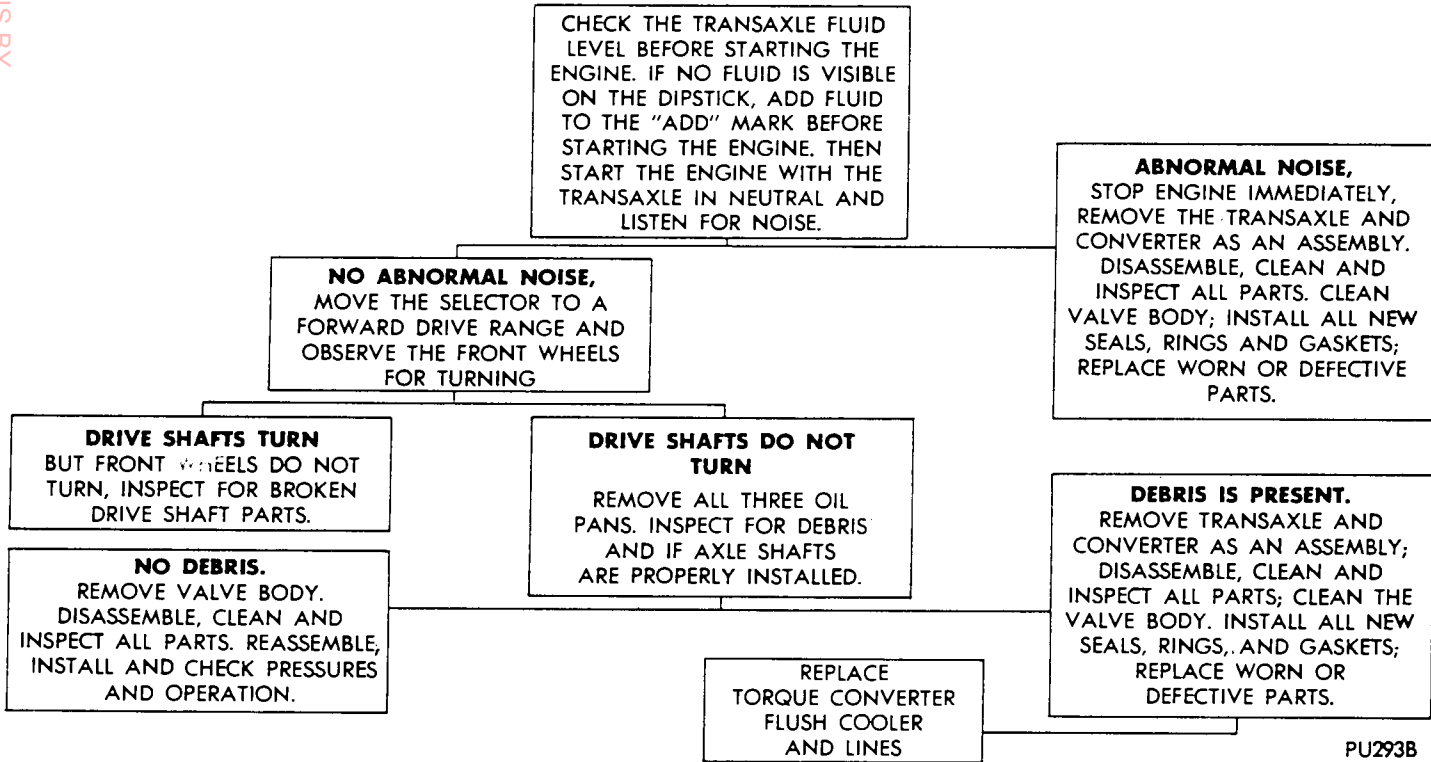 CHECK THE TRANSAXLE FLUID
LEVEL BEFORE STARTING THE
ENGINE. IF NO FLUID IS VISIBLE
ON THE DIPSTICK, ADD FLUID
TO THE "ADD" MARK BEFORE
STARTING THE ENGINE. THEN
START THE ENGINE WITH THE
TRANSAXLE IN NEUTRAL AND
LISTEN FOR NOISE.
ABNORMAL NOISE,
STOP ENGINE IMMEDIATELY,
REMOVE THE TRANSAXLE AND
CONVERTER AS AN ASSEMBLY.
DISASSEMBLE, CLEAN AND
INSPECT ALL PARTS. CLEAN
VALVE BODY; INSTALL ALL NEW
SEALS, RINGS AND GASKETS;
REPLACE WORN OR DEFECTIVE
PARTS.
NO ABNORMAL NOISE,
MOVE THE SELECTOR TO A
FORWARD DRIVE RANGE AND
OBSERVE THE FRONT WHEELS
FOR TURNING
DRIVE SHAFTS TURN
BUT FRONT WHEELS DO NOT
TURN, INSPECT FOR BROKEN
DRIVE SHAFT PARTS.
DRIVE SHAFTS DO NOT
TURN
REMOVE ALL THREE OIL
PANS. INSPECT FOR DEBRIS
AND IF AXLE SHAFTS
ARE PROPERLY INSTALLED.
NO DEBRIS.
REMOVE VALVE BODY.
DISASSEMBLE, CLEAN AND
INSPECT ALL PARTS. REASSEMBLE,
INSTALL AND CHECK PRESSURES
AND OPERATION.
DEBRIS IS PRESENT.
REMOVE TRANSAXLE AND
CONVERTER AS AN ASSEMBLY;
DISASSEMBLE, CLEAN AND
INSPECT ALL PARTS; CLEAN THE
VALVE BODY. INSTALL ALL NEW
SEALS, RINGS,. AND GASKETS;
REPLACE WORN OR
DEFECTIVE PARTS.
REPLACE
TORQUE CONVERTER
FLUSH COOLER
AND LINES
PU293B